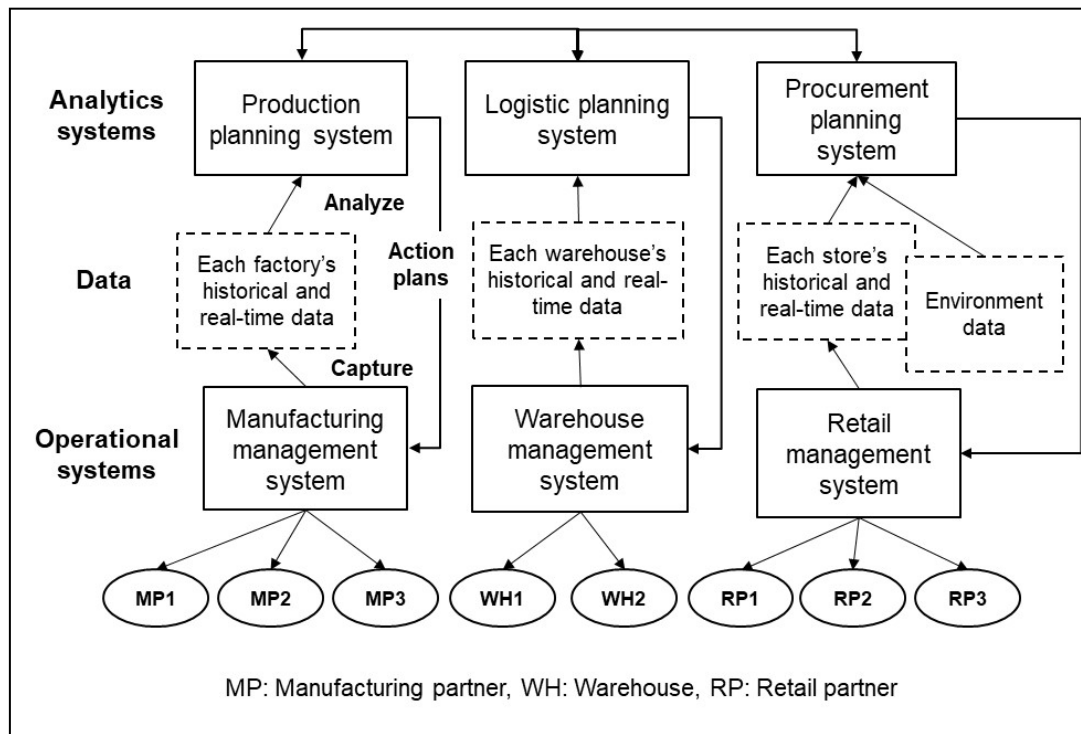 Analytics
systems
Production
planning system
Logistic planning
system
Procurement
planning
system
Analyze
Action
plans
Data
Each factory's
historical and
real-time data
Each warehouse's
historical and real-
time data
Each store's
historical and
real-time data
Environment
data
Capture
Operational
systems
Manufacturing
management
system
Warehouse
management
system
Retail
management
system
MP1
MP2
MP3
WH1
WH2
RP1
RP2
RP3
MP: Manufacturing partner, WH: Warehouse, RP: Retail partner